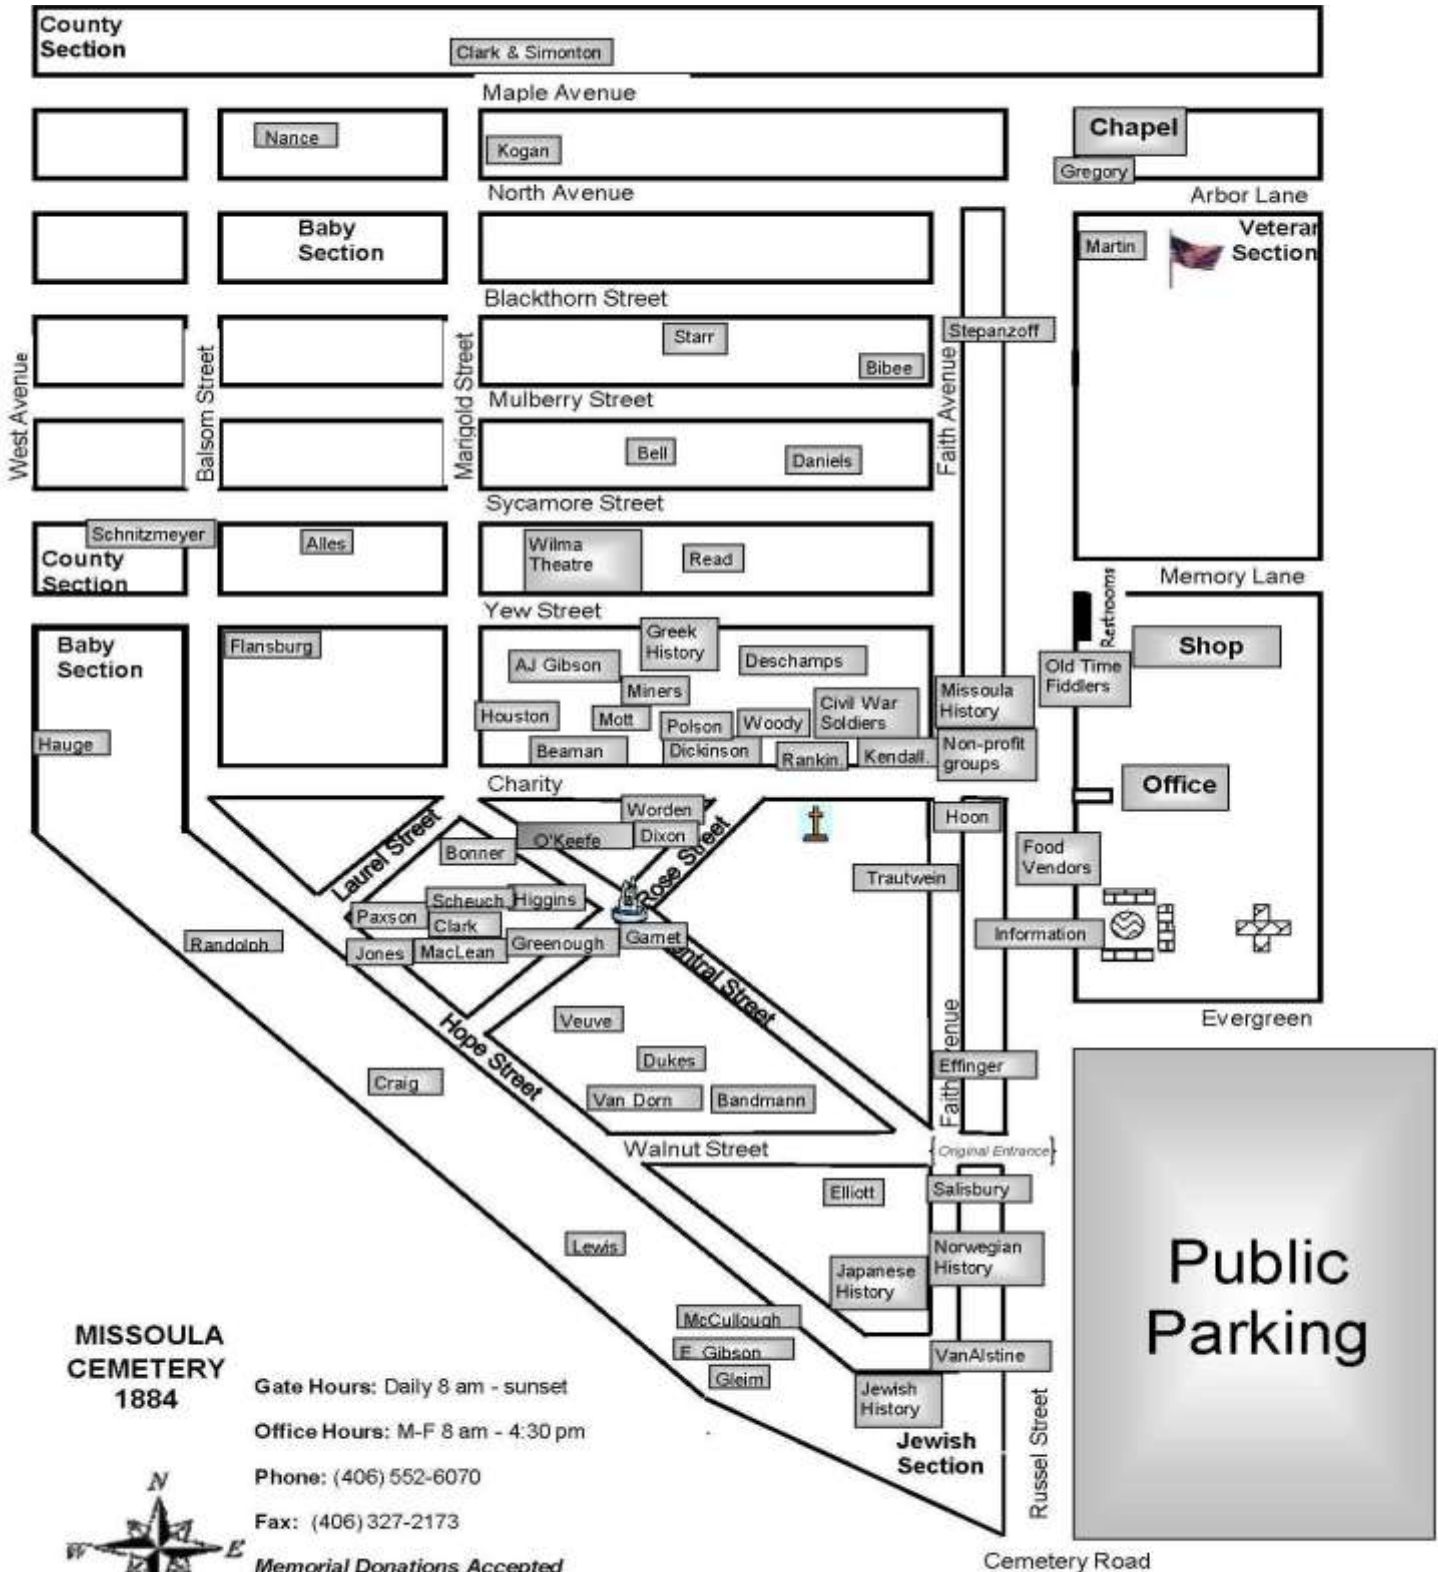 County
Section
Clark & Simonton
Maple Avenue
Nance
Kogan
Chapel
Gregory
North Avenue
Arbor Lane
Baby
Section
Martin
Veteran
Section
Blackthorn Street
Starr
Bibee
Stepanzoff
West Avenue
Balsom Street
Marigold Street
Faith Avenue
Mulberry Street
Bell
Daniels
Sycamore Street
Schnitzmeyer
County
Section
Alles
Wilma
Theatre
Read
Memory Lane
Yew Street
Restrooms
Baby
Section
Flansburg
Greek
History
AJ Gibson
Deschamps
Shop
Old Time
Fiddlers
Miners
Missoula
History
Houston
Mott
Polson
Woody
Civil War
Soldiers
Hauge
Beaman
Dickinson
Rankin.
Kendall.
Non-profit
groups
Office
Charity
Worden
Hoon
O'Keefe
Dixon
Bonner
Laurel Street
Rose Street
Food
Vendors
Trautwein
Scheuch
Higgins
Paxson
Clark
Randolph
Jones
MacLean
Greenough
Garnet
Information
entral Street
Veuve
Evergreen
Hope Street
Dukes
Effinger
Faith
enue
Craig
Van Dorn
Bandmann
Walnut Street
{Original Entrance}
Elliott
Salisbury
Lewis
Norwegian
History
Japanese
History
Public
Parking
McCullough
E Gibson
VanAlstine
Gleim
Jewish
History
Jewish
Section
Russel Street
MISSOULA
CEMETERY
1884
Gate Hours: Daily 8 am - sunset
Office Hours: M-F 8 am - 4:30 pm
Phone: (406) 552-6070
Fax: (406) 327-2173
Memorial Donations Accepted
N
W
E
Cemetery Road